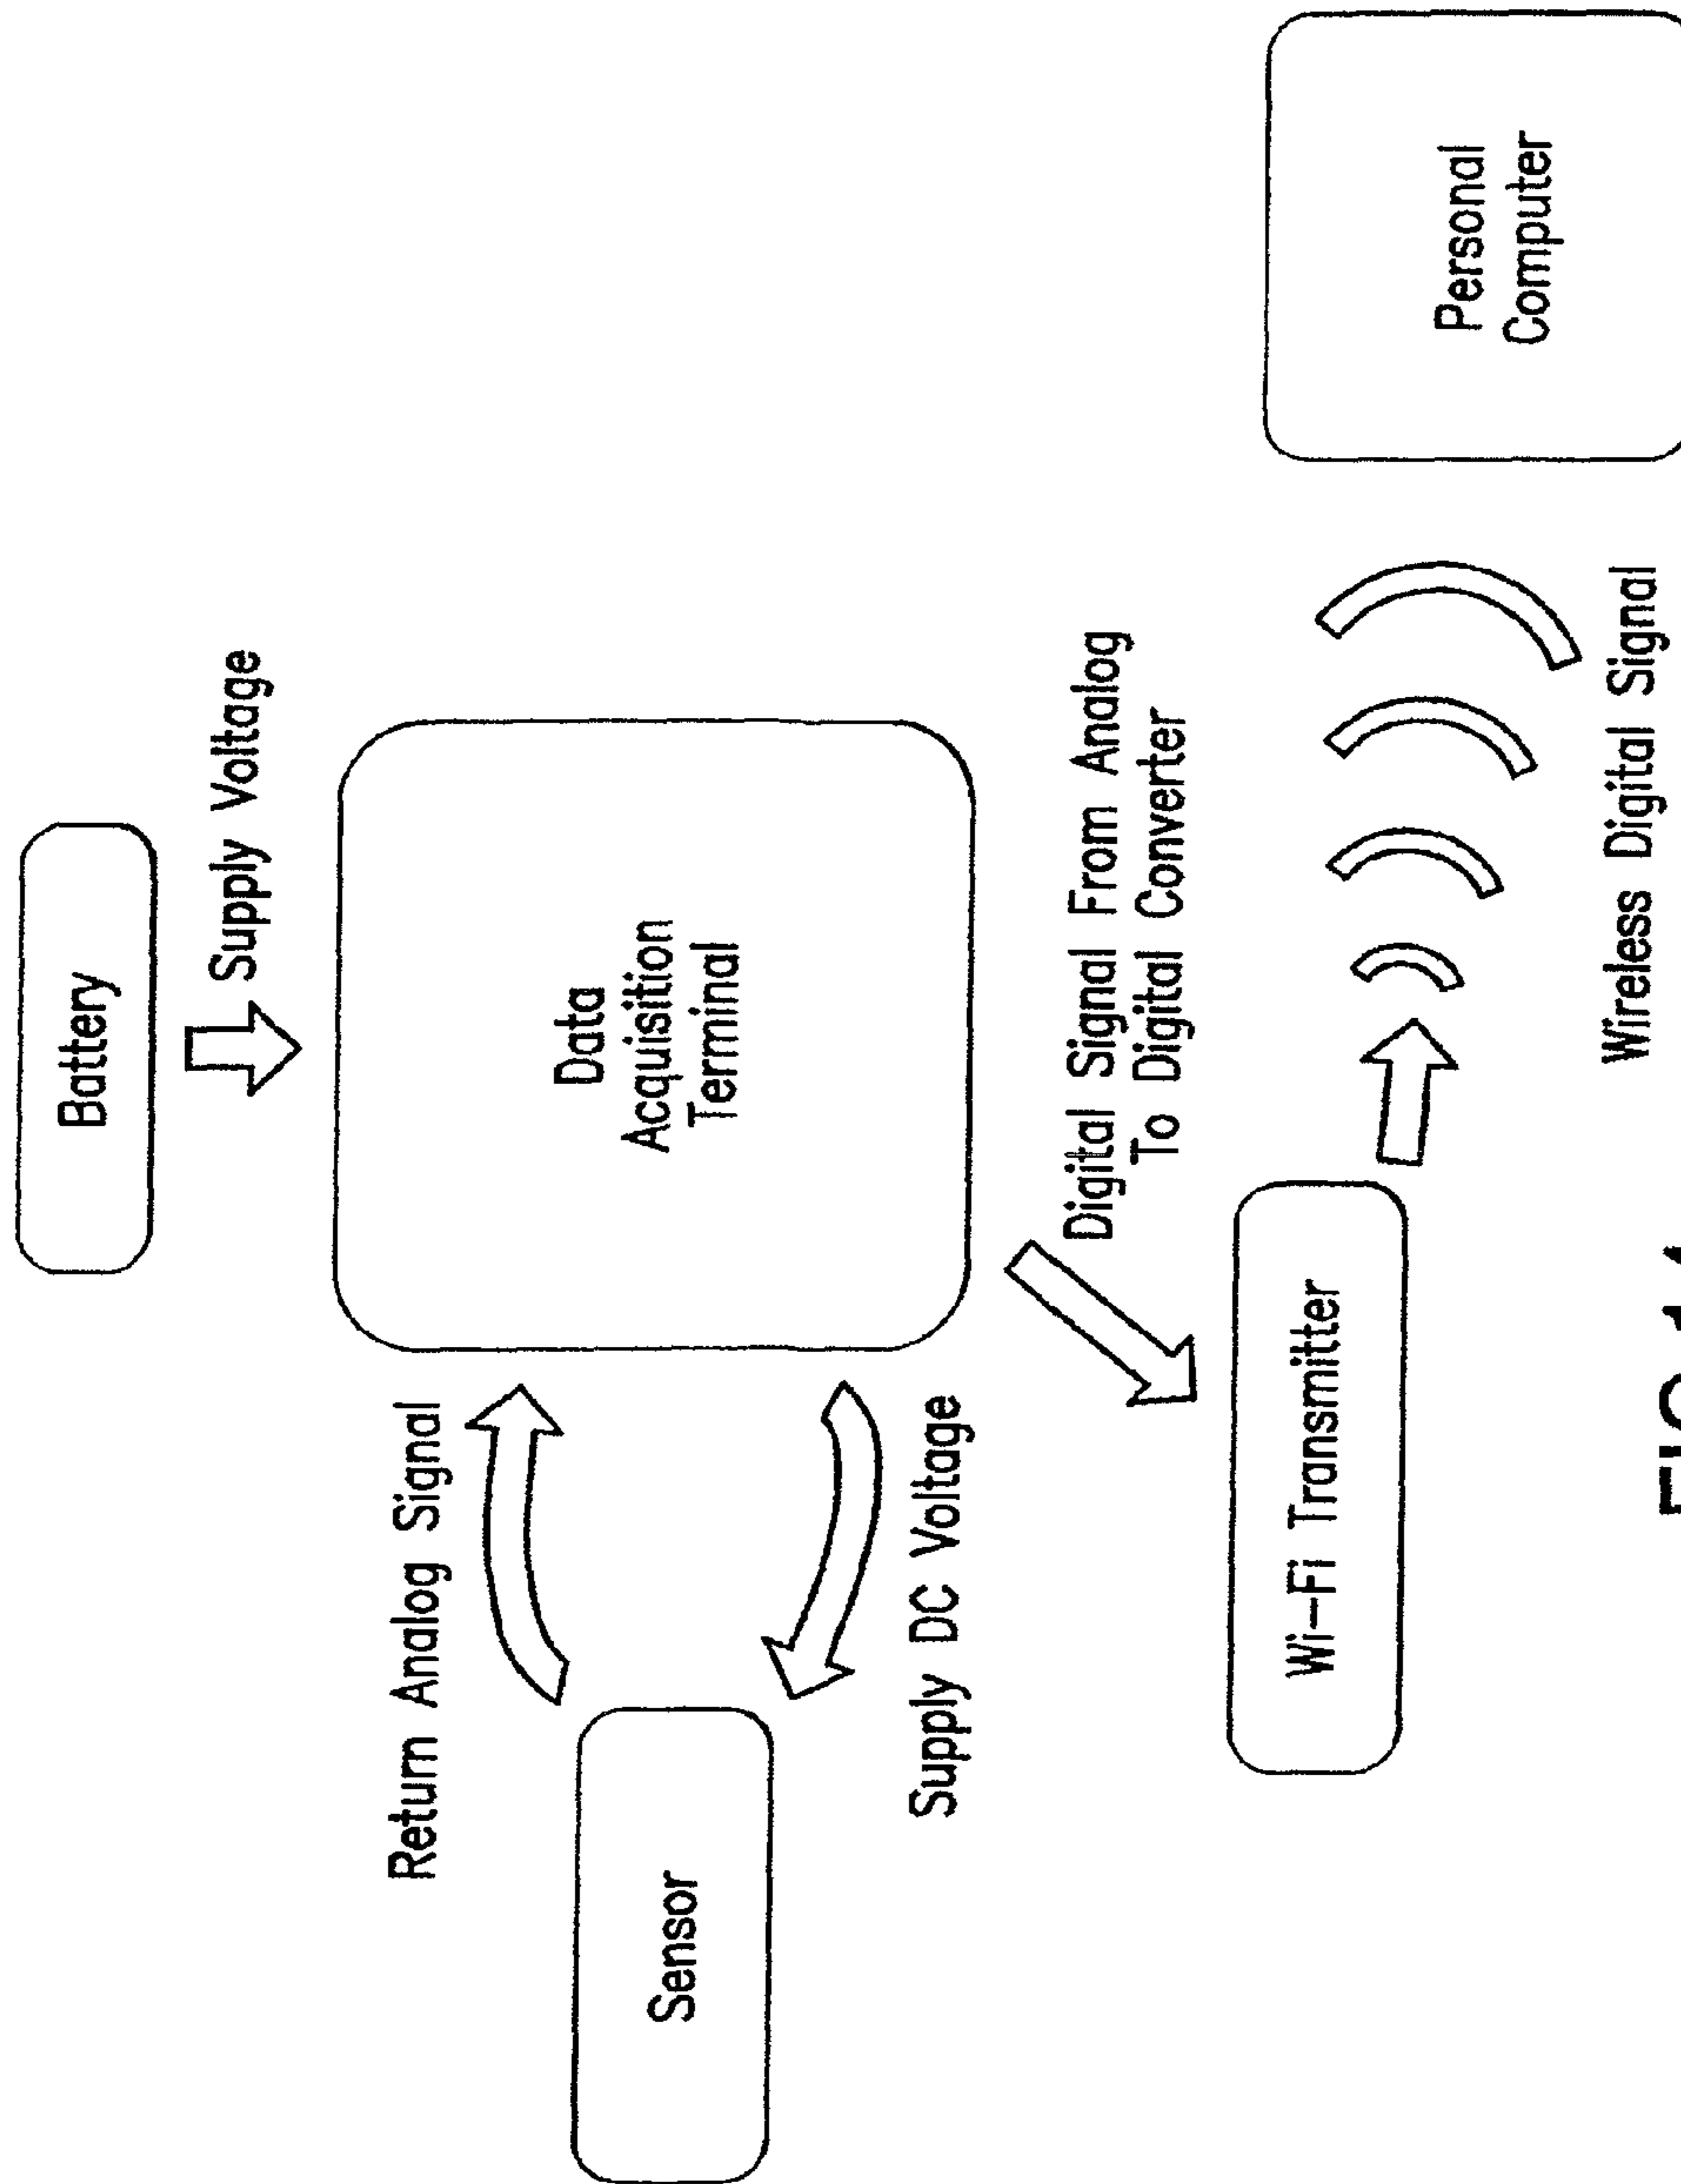 Battery
Supply Voltage
Data
Acquisition
Terminal
Return Analog Signal
Sensor
Supply DC Voltage
Digital Signal From Analog
To Digital Converter
Wi-Fi Transmitter
Wireless Digital Signal
Personal
Computer